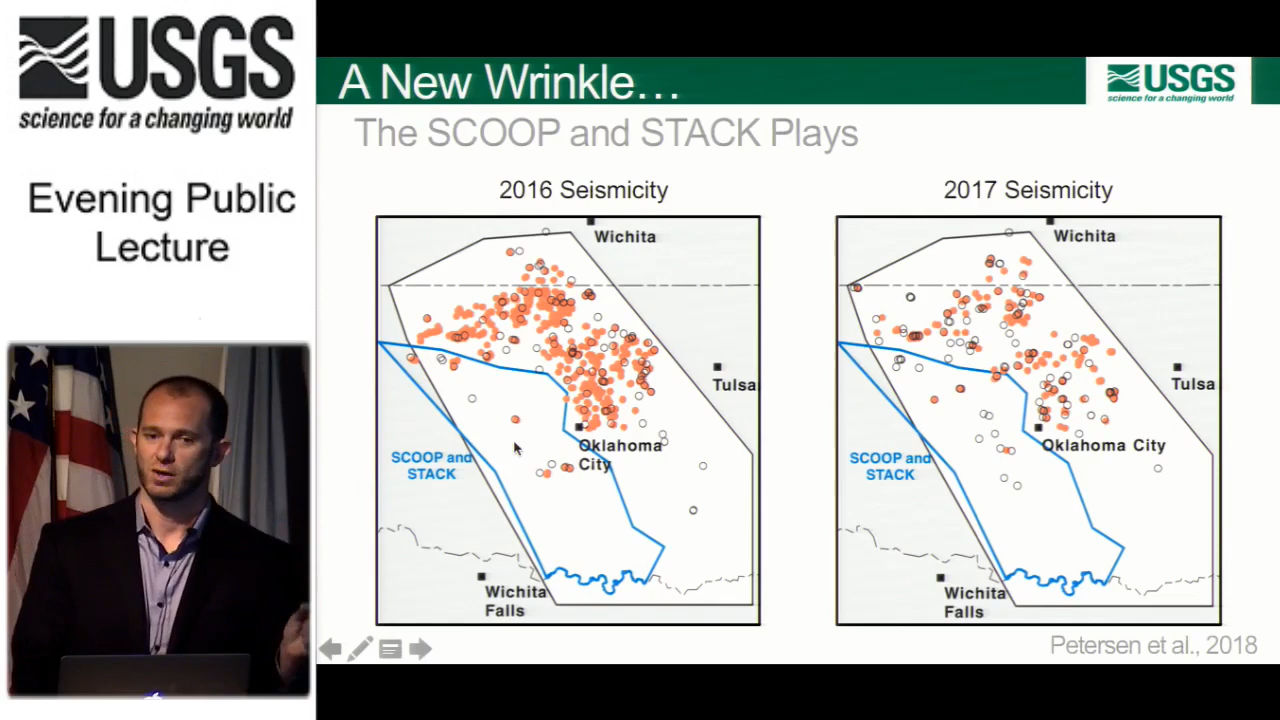 USGS
science for a changing world
Evening Public
Lecture
A New Wrinkle...
USGS
science for a changing world
The SCOOP and STACK Plays
2016 Seismicity
Wichita
Tulsa
Oklahoma
City
SCOOP and
STACK
Wichita
Falls
2017 Seismicity
Wichita
Tulsa
Oklahoma City
SCOOP and
STACK
Wichita
Falls
Petersen et al., 2018